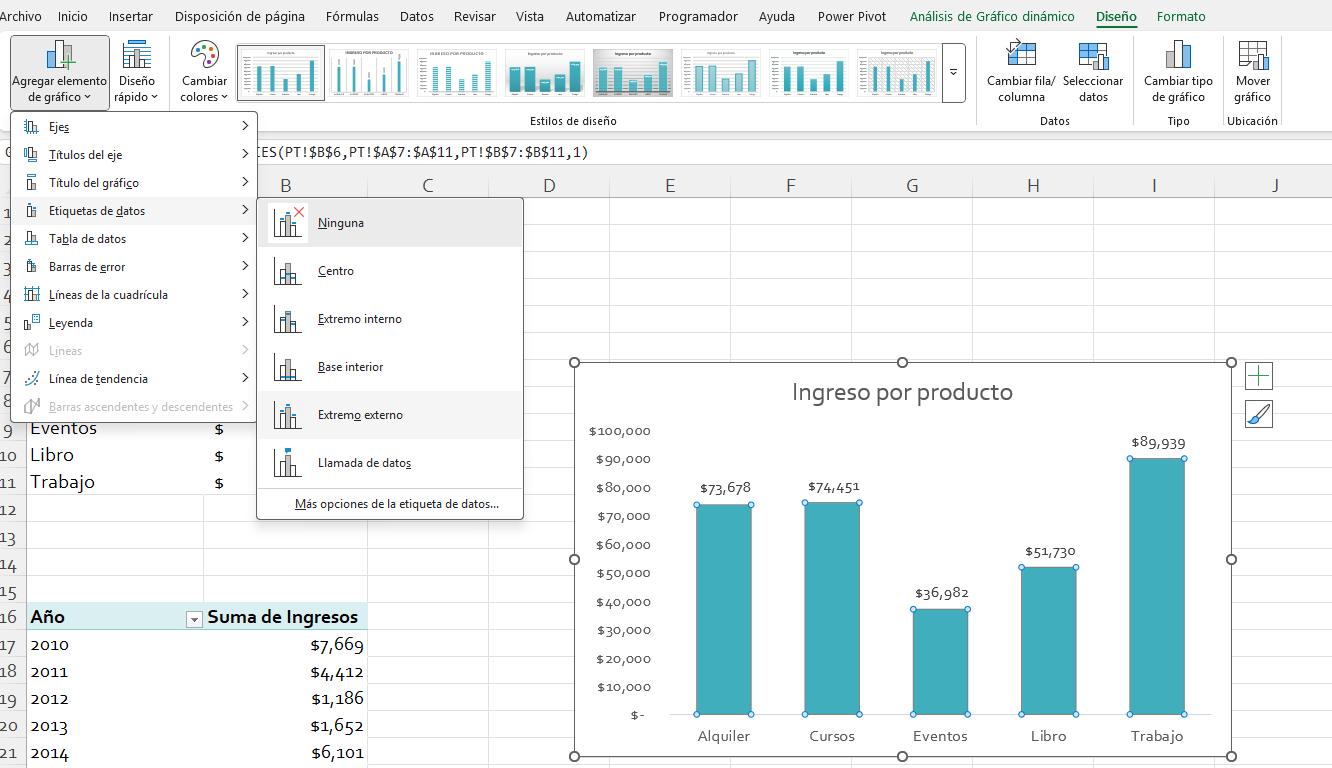 Archivo Inicio Insertar Disposición de página Fórmulas Datos Revisar Vista Automatizar Programador Ayuda Power Pivot Análisis de Gráfico dinámico Diseño Formato
Agregar elemento
de gráfico
Diseño
rápido
Cambiar
colores
Cambiar fila/
columna
Seleccionar
datos
Cambiar tipo
de gráfico
Mover
gráfico
Estilos de diseño
Datos
Tipo
Ubicación
ES(PT!$B$6,PT!$A$7:$A$11,PT!$B$7:$B$11,1)
B C D E F G H I J
Ejes
Títulos del eje
Título del gráfico
Etiquetas de datos
Tabla de datos
Barras de error
Líneas de la cuadrícula
Leyenda
Líneas
Línea de tendencia
Barras ascendentes y descendentes
Ninguna
Centro
Extremo interno
Base interior
Extremo externo
Llamada de datos
Más opciones de la etiqueta de datos...
1
2
3
4
5
6
7
8
9 Eventos $
10 Libro $
11 Trabajo $
12
13
14
15
16 Año Suma de Ingresos
17 2010 $7,669
18 2011 $4,412
19 2012 $1,186
20 2013 $1,652
21 2014 $6,101
Ingreso por producto
$100,000
$90,000
$80,000
$70,000
$60,000
$50,000
$40,000
$30,000
$20,000
$10,000
$-
$73,678
$74,451
$36,982
$51,730
$89,939
Alquiler Cursos Eventos Libro Trabajo